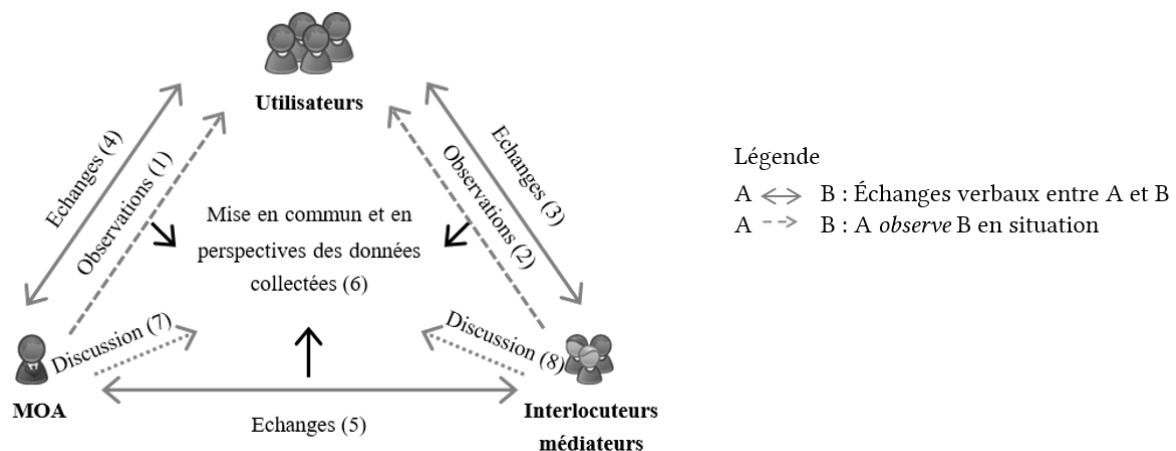 Utilisateurs
Echanges (4)
Observations (1)
Echanges (3)
Observations (2)
Mise en commun et en
perspectives des données
collectées (6)
Discussion (7)
Discussion (8)
MOA
Echanges (5)
Interlocuteurs
médiateurs
Légende
A B : Échanges verbaux entre A et B
A B : A observe B en situation